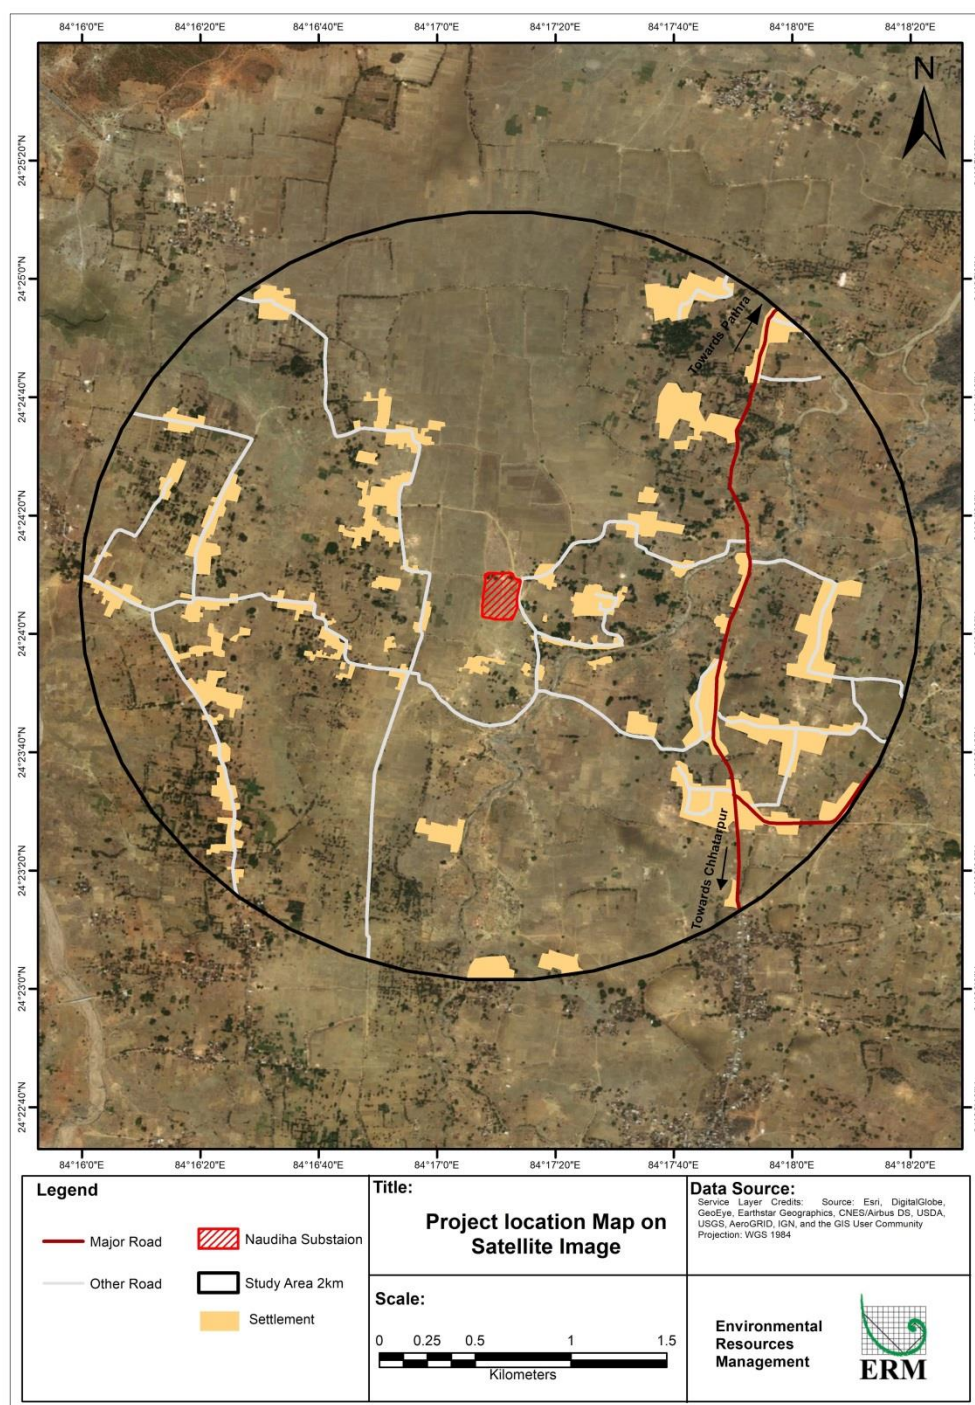 84°16'0"E 84°16'20"E 84°16'40"E 84°17'0"E 84°17'20"E 84°17'40"E 84°18'0"E 84°18'20"E
N
24°25'20"N
24°25'0"N
24°24'40"N
24°24'20"N
24°24'0"N
24°23'40"N
24°23'20"N
24°23'0"N
24°22'40"N
Towards Pathra
Towards Chhatarpur
84°16'0"E 84°16'20"E 84°16'40"E 84°17'0"E 84°17'20"E 84°17'40"E 84°18'0"E 84°18'20"E
Legend
Major Road
Other Road
Naudiha Substaion
Study Area 2km
Settlement
Title:
Project location Map on
Satellite Image
Scale:
0 0.25 0.5 1 1.5
Kilometers
Data Source:
Service Layer Credits: Source: Esri, DigitalGlobe,
GeoEye, Earthstar Geographics, CNES/Airbus DS, USDA,
USGS, AeroGRID, IGN, and the GIS User Community
Projection: WGS 1984
Environmental
Resources
Management
ERM